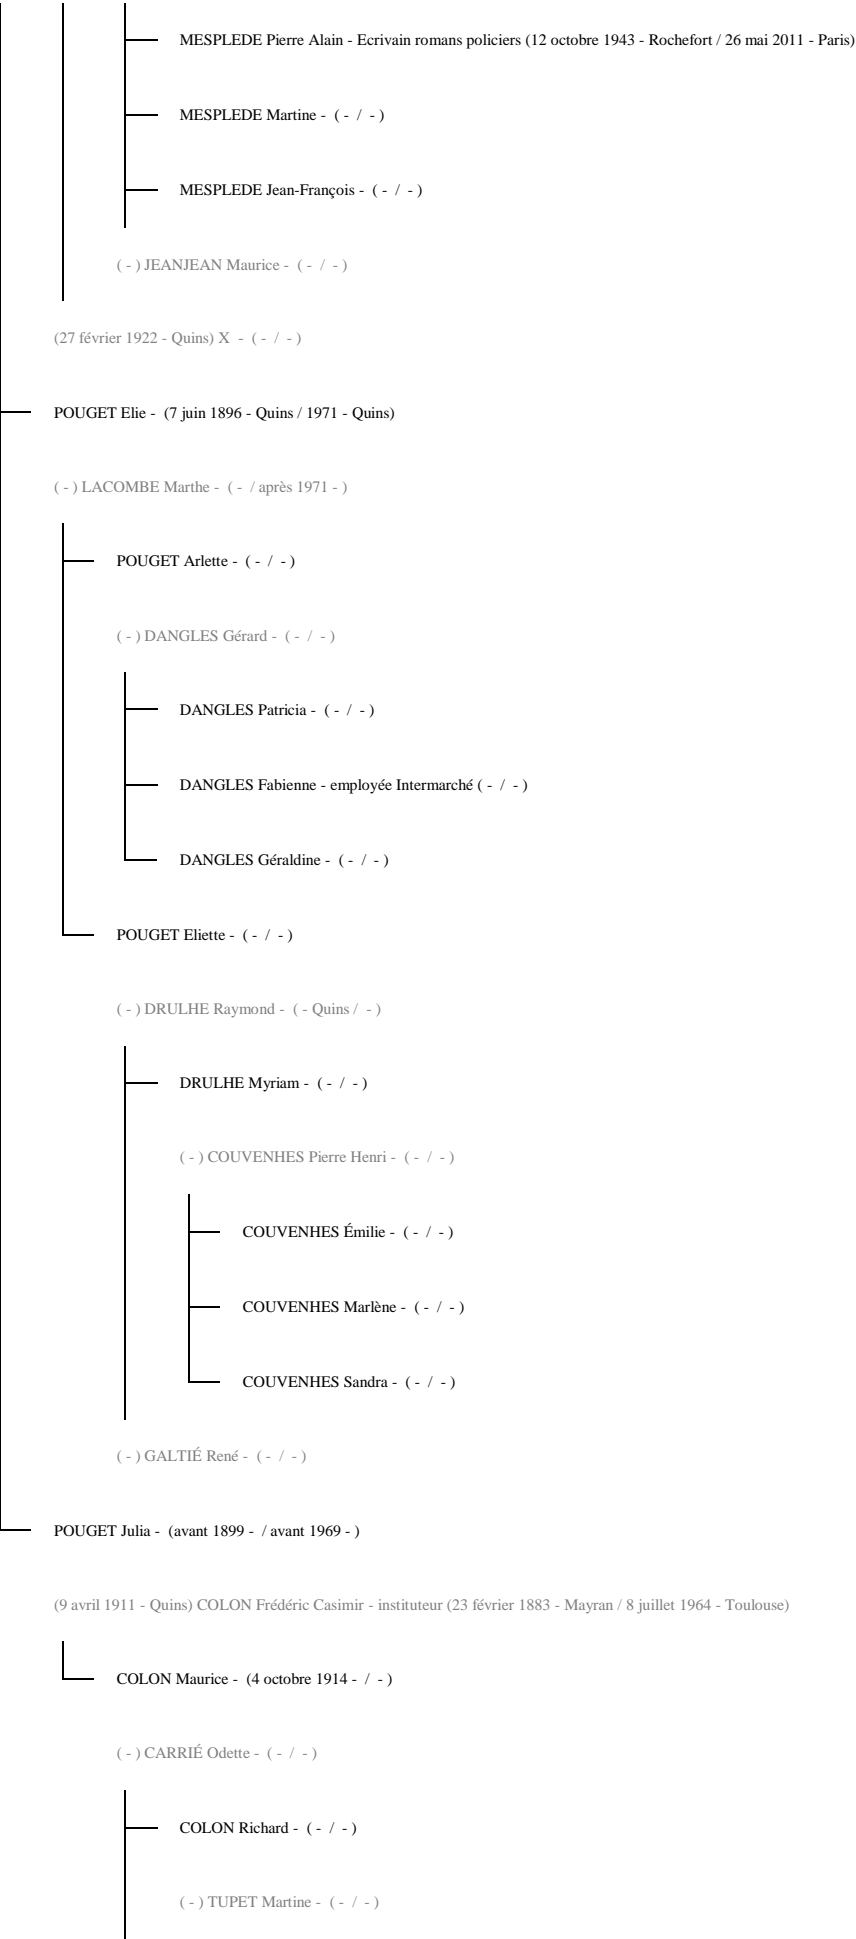 MESPLEDE Pierre Alain - Ecrivain romans policiers (12 octobre 1943 - Rochefort / 26 mai 2011 - Paris)
MESPLEDE Martine - ( - / - )
MESPLEDE Jean-François - ( - / - )
( - ) JEANJEAN Maurice - ( - / - )
(27 février 1922 - Quins) X - ( - / - )
POUGET Elie - (7 juin 1896 - Quins / 1971 - Quins)
( - ) LACOMBE Marthe - ( - / après 1971 - )
POUGET Arlette - ( - / - )
( - ) DANGLES Gérard - ( - / - )
DANGLES Patricia - ( - / - )
DANGLES Fabienne - employée Intermarché ( - / - )
DANGLES Géraldine - ( - / - )
POUGET Eliette - ( - / - )
( - ) DRULHE Raymond - ( - Quins / - )
DRULHE Myriam - ( - / - )
( - ) COUVENHES Pierre Henri - ( - / - )
COUVENHES Émilie - ( - / - )
COUVENHES Marlène - ( - / - )
COUVENHES Sandra - ( - / - )
( - ) GALTIÉ René - ( - / - )
POUGET Julia - (avant 1899 - / avant 1969 - )
(9 avril 1911 - Quins) COLON Frédéric Casimir - instituteur (23 février 1883 - Mayran / 8 juillet 1964 - Toulouse)
COLON Maurice - (4 octobre 1914 - / - )
( - ) CARRIÉ Odette - ( - / - )
COLON Richard - ( - / - )
( - ) TUPET Martine - ( - / - )